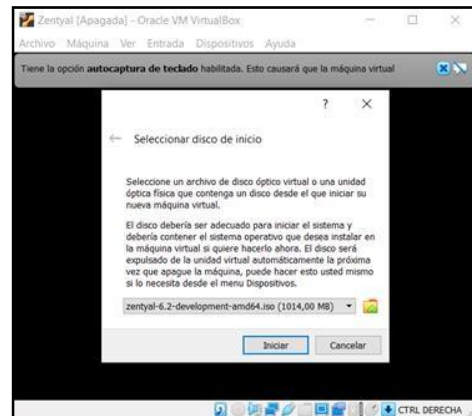 Zentyal [Apagada] - Oracle VM VirtualBox
Archivo Máquina Ver Entrada Dispositivos Ayuda
Tiene la opción autocaptura de teclado habilitada. Esto causará que la máquina virtual
?
Seleccionar disco de inicio
Seleccione un archivo de disco óptico virtual o una unidad
óptica física que contenga un disco desde el que iniciar su
nueva máquina virtual.
El disco debería ser adecuado para iniciar el sistema y
debería contener el sistema operativo que desea instalar en
la máquina virtual si quiere hacerlo ahora. El disco será
expulsado de la unidad virtual automáticamente la próxima
vez que apague la máquina, puede hacer esto usted mismo
si lo necesita desde el menu Dispositivos.
zentyal-6.2-development-amd64.iso (1014,00 MB)
Iniciar Cancelar
CTRL DERECHA